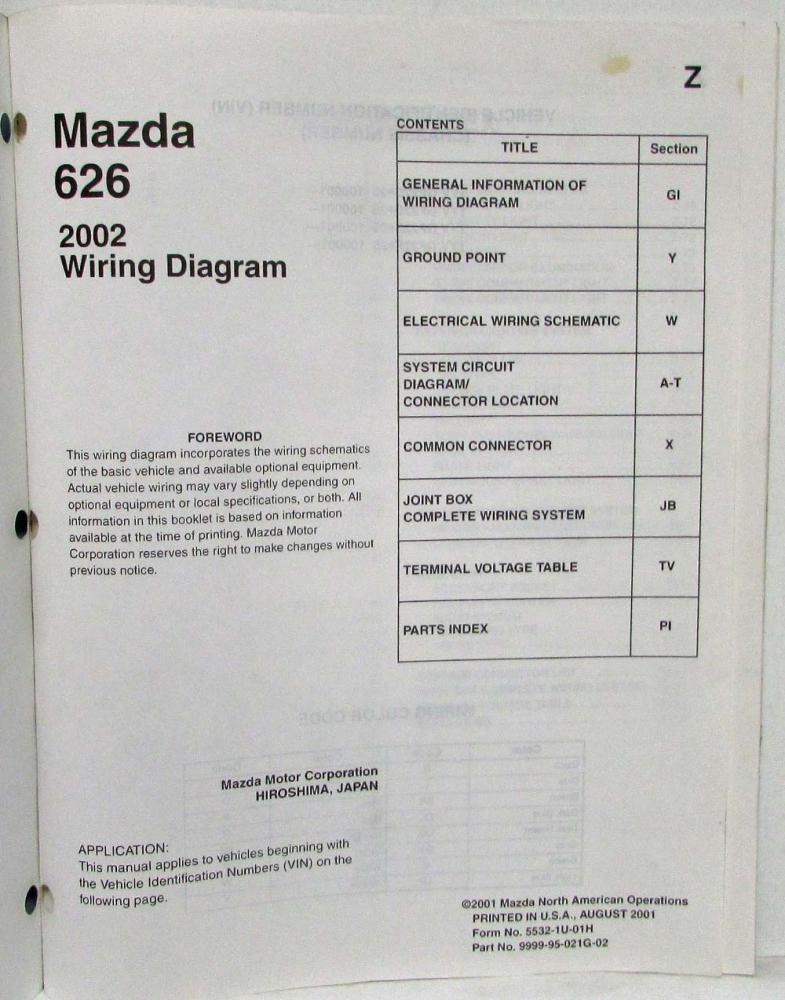 Z
Mazda
626
2002
Wiring Diagram
CONTENTS
TITLE Section
GENERAL INFORMATION OF
WIRING DIAGRAM GI
GROUND POINT Y
ELECTRICAL WIRING SCHEMATIC W
SYSTEM CIRCUIT
DIAGRAM/
CONNECTOR LOCATION A-T
COMMON CONNECTOR X
JOINT BOX
COMPLETE WIRING SYSTEM JB
TERMINAL VOLTAGE TABLE TV
PARTS INDEX PI
FOREWORD
This wiring diagram incorporates the wiring schematics
of the basic vehicle and available optional equipment.
Actual vehicle wiring may vary slightly depending on
optional equipment or local specifications, or both. All
information in this booklet is based on information
available at the time of printing. Mazda Motor
Corporation reserves the right to make changes without
previous notice.
Mazda Motor Corporation
HIROSHIMA, JAPAN
APPLICATION:
This manual applies to vehicles beginning with
the Vehicle Identification Numbers (VIN) on the
following page.
©2001 Mazda North American Operations
PRINTED IN U.S.A., AUGUST 2001
Form No. 5532-1U-01H
Part No. 9999-95-021G-02